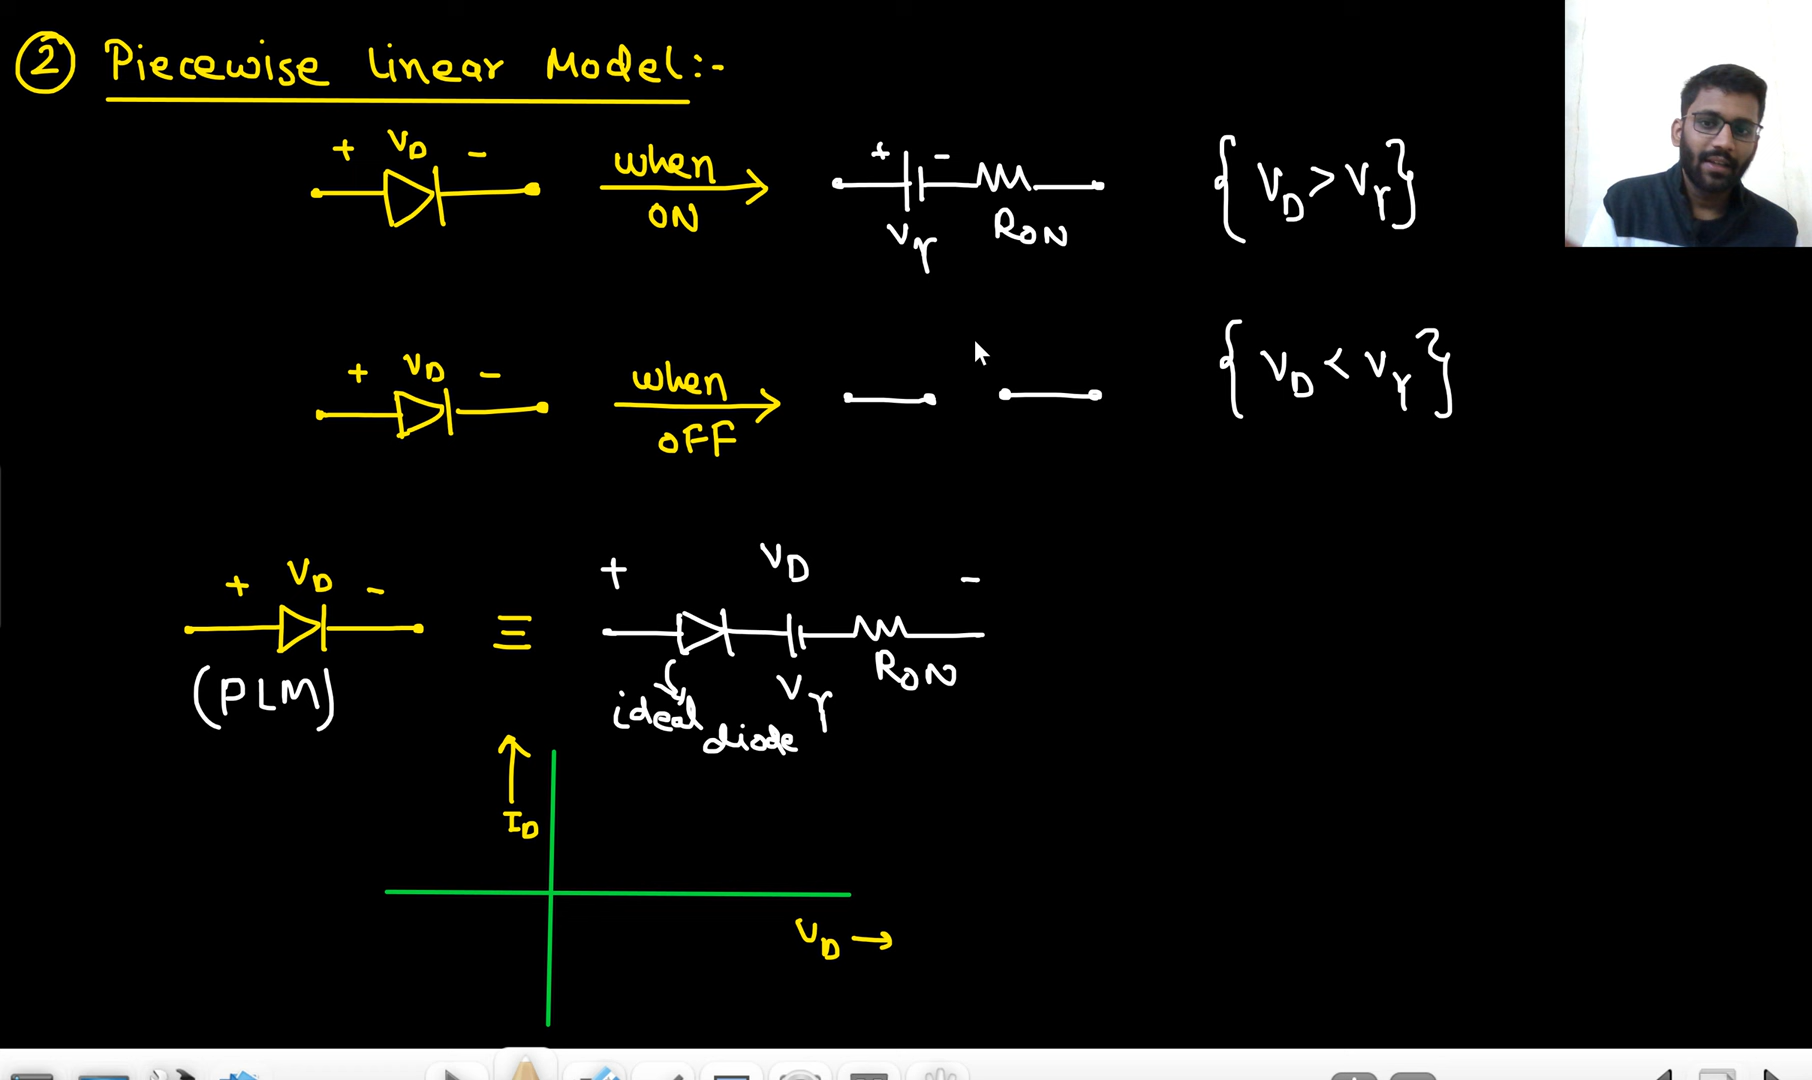 ② Piecewise Linear Model:-
+ VD -
when
ON
+ -
Vγ RON
{VD > Vγ}
+ VD -
when
OFF
{VD < Vγ}
+ VD -
(PLM)
≡
+ VD -
Vγ RON
ideal diode
ID
VD →